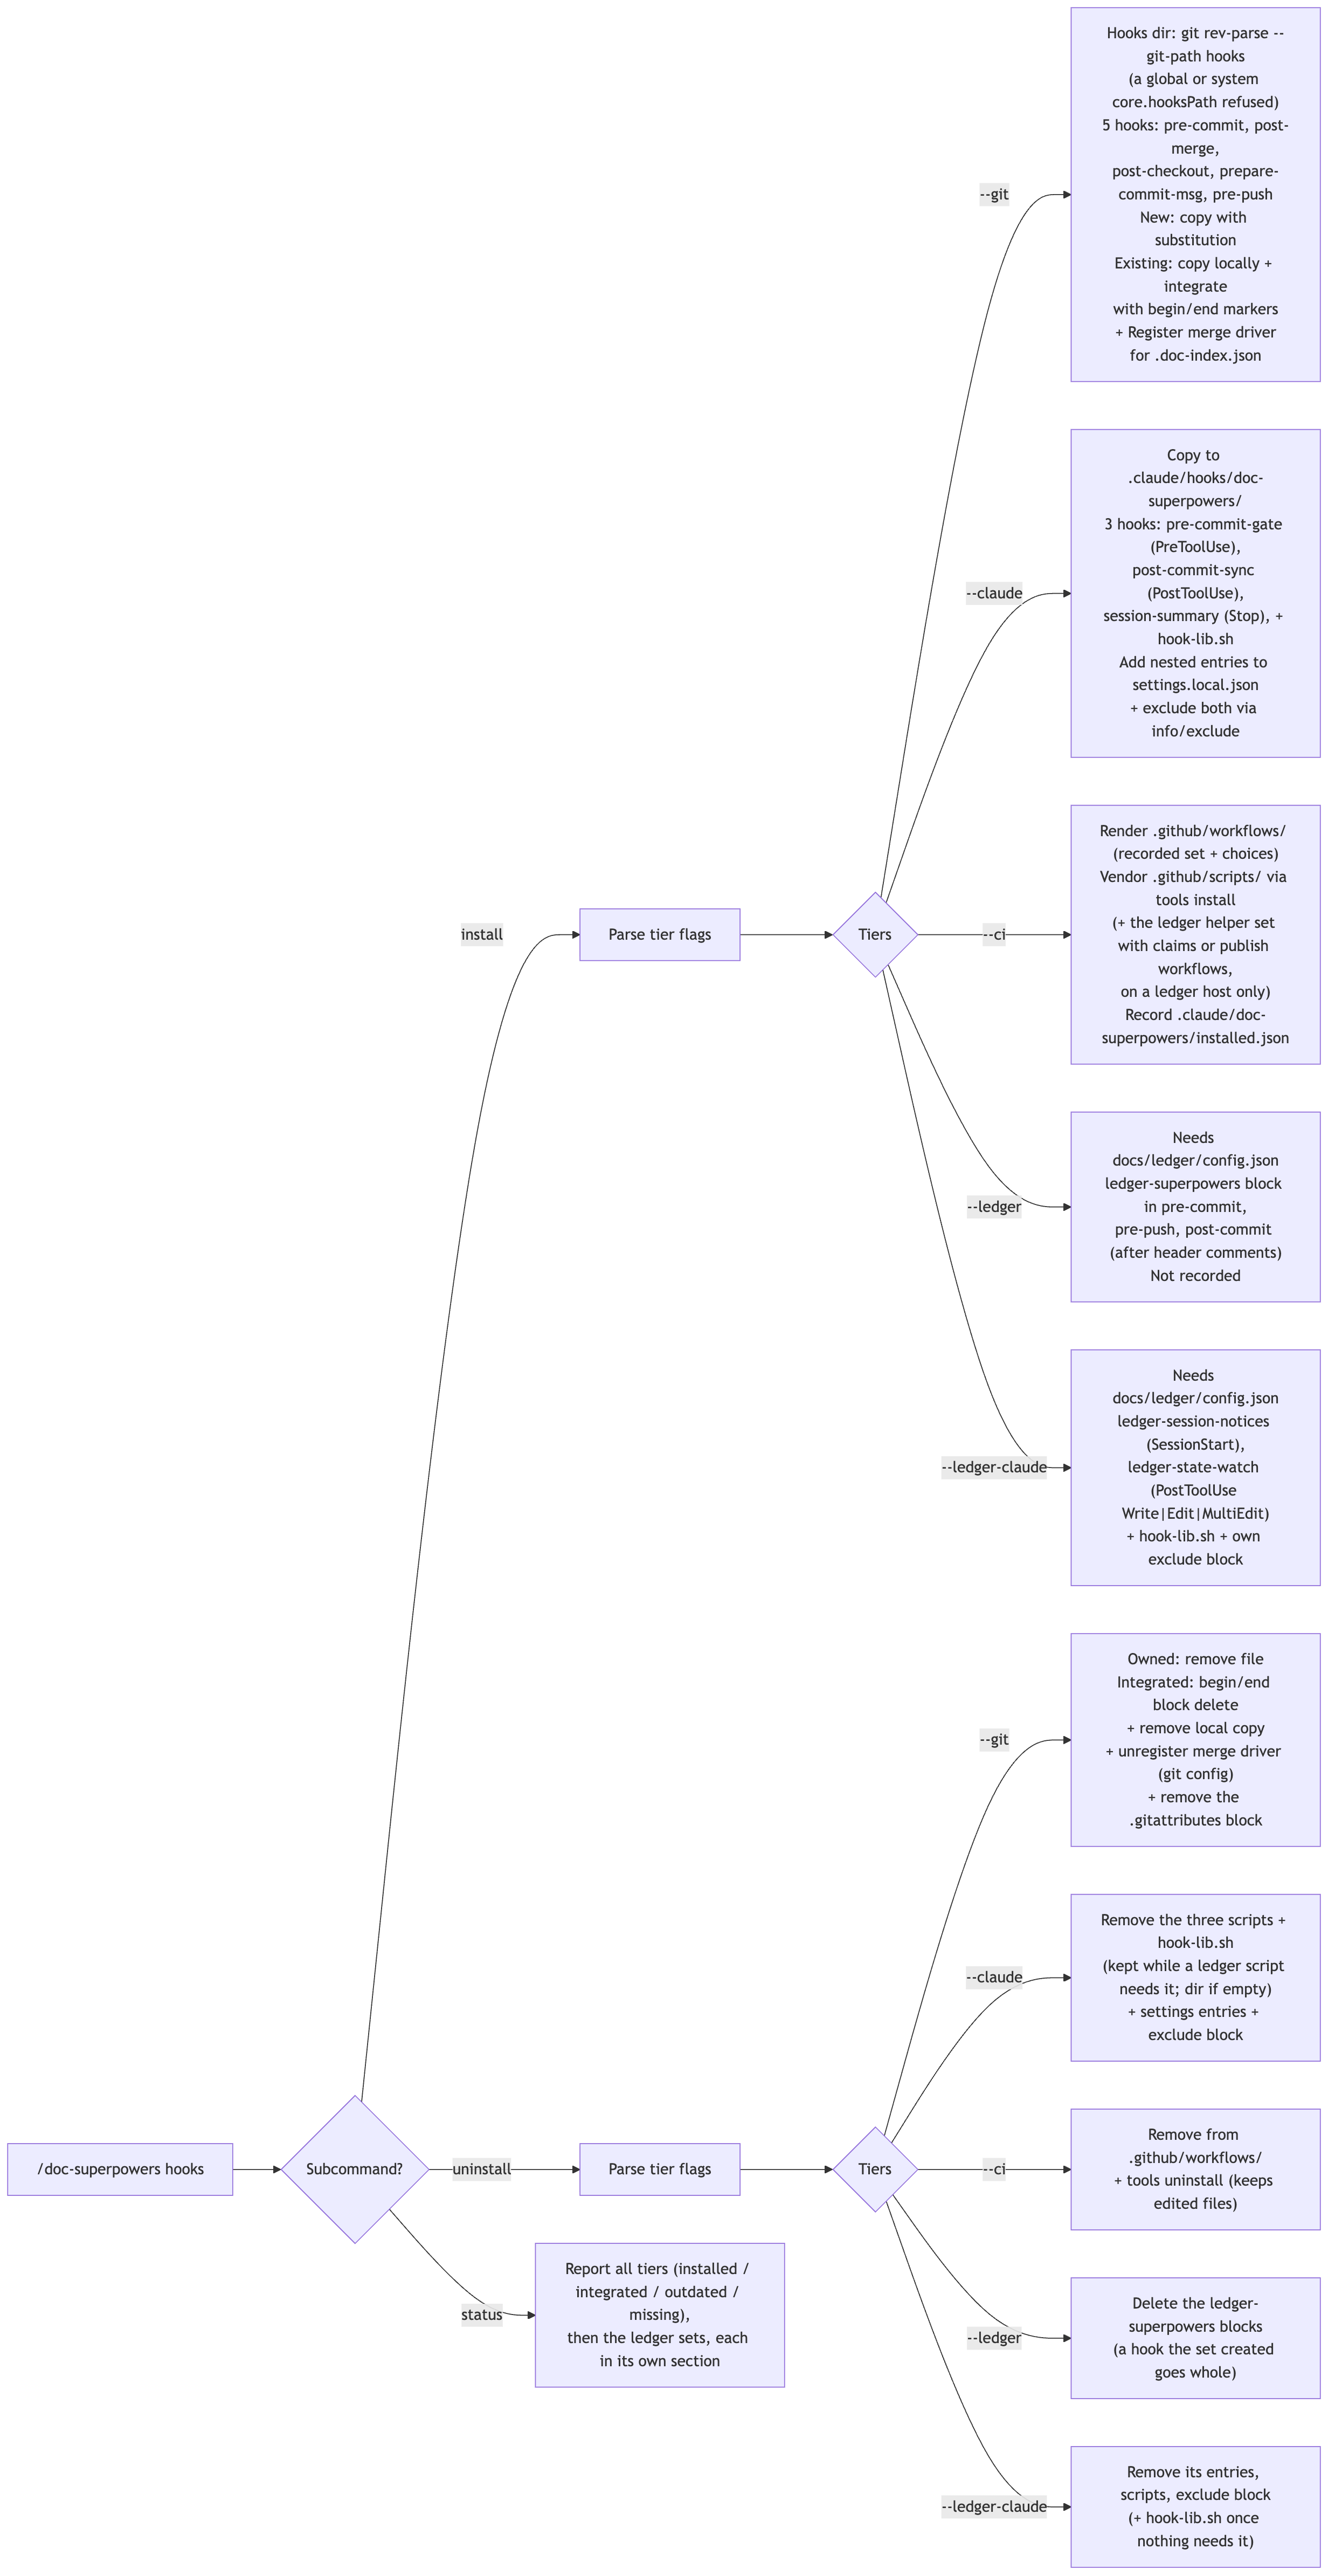 Hooks dir: git rev-parse --
git-path hooks
(a global or system
core.hooksPath refused)
5 hooks: pre-commit, post-
merge,
post-checkout, prepare-
commit-msg, pre-push
New: copy with
substitution
Existing: copy locally +
integrate
with begin/end markers
+ Register merge driver
for .doc-index.json
--git
Copy to
.claude/hooks/doc-
superpowers/
3 hooks: pre-commit-gate
(PreToolUse),
post-commit-sync
(PostToolUse),
session-summary (Stop), +
hook-lib.sh
Add nested entries to
settings.local.json
+ exclude both via
info/exclude
--claude
Render .github/workflows/
(recorded set + choices)
Vendor .github/scripts/ via
tools install
(+ the ledger helper set
with claims or publish
workflows,
on a ledger host only)
Record .claude/doc-
superpowers/installed.json
install
Parse tier flags
Tiers
--ci
Needs
docs/ledger/config.json
ledger-superpowers block
in pre-commit,
pre-push, post-commit
(after header comments)
Not recorded
--ledger
Needs
docs/ledger/config.json
ledger-session-notices
(SessionStart),
ledger-state-watch
(PostToolUse
Write|Edit|MultiEdit)
+ hook-lib.sh + own
exclude block
--ledger-claude
Owned: remove file
Integrated: begin/end
block delete
+ remove local copy
+ unregister merge driver
(git config)
+ remove the
.gitattributes block
--git
Remove the three scripts +
hook-lib.sh
(kept while a ledger script
needs it; dir if empty)
+ settings entries +
exclude block
--claude
/doc-superpowers hooks
Subcommand?
uninstall
Parse tier flags
Tiers
--ci
Remove from
.github/workflows/
+ tools uninstall (keeps
edited files)
status
Report all tiers (installed /
integrated / outdated /
missing),
then the ledger sets, each
in its own section
--ledger
Delete the ledger-
superpowers blocks
(a hook the set created
goes whole)
--ledger-claude
Remove its entries,
scripts, exclude block
(+ hook-lib.sh once
nothing needs it)